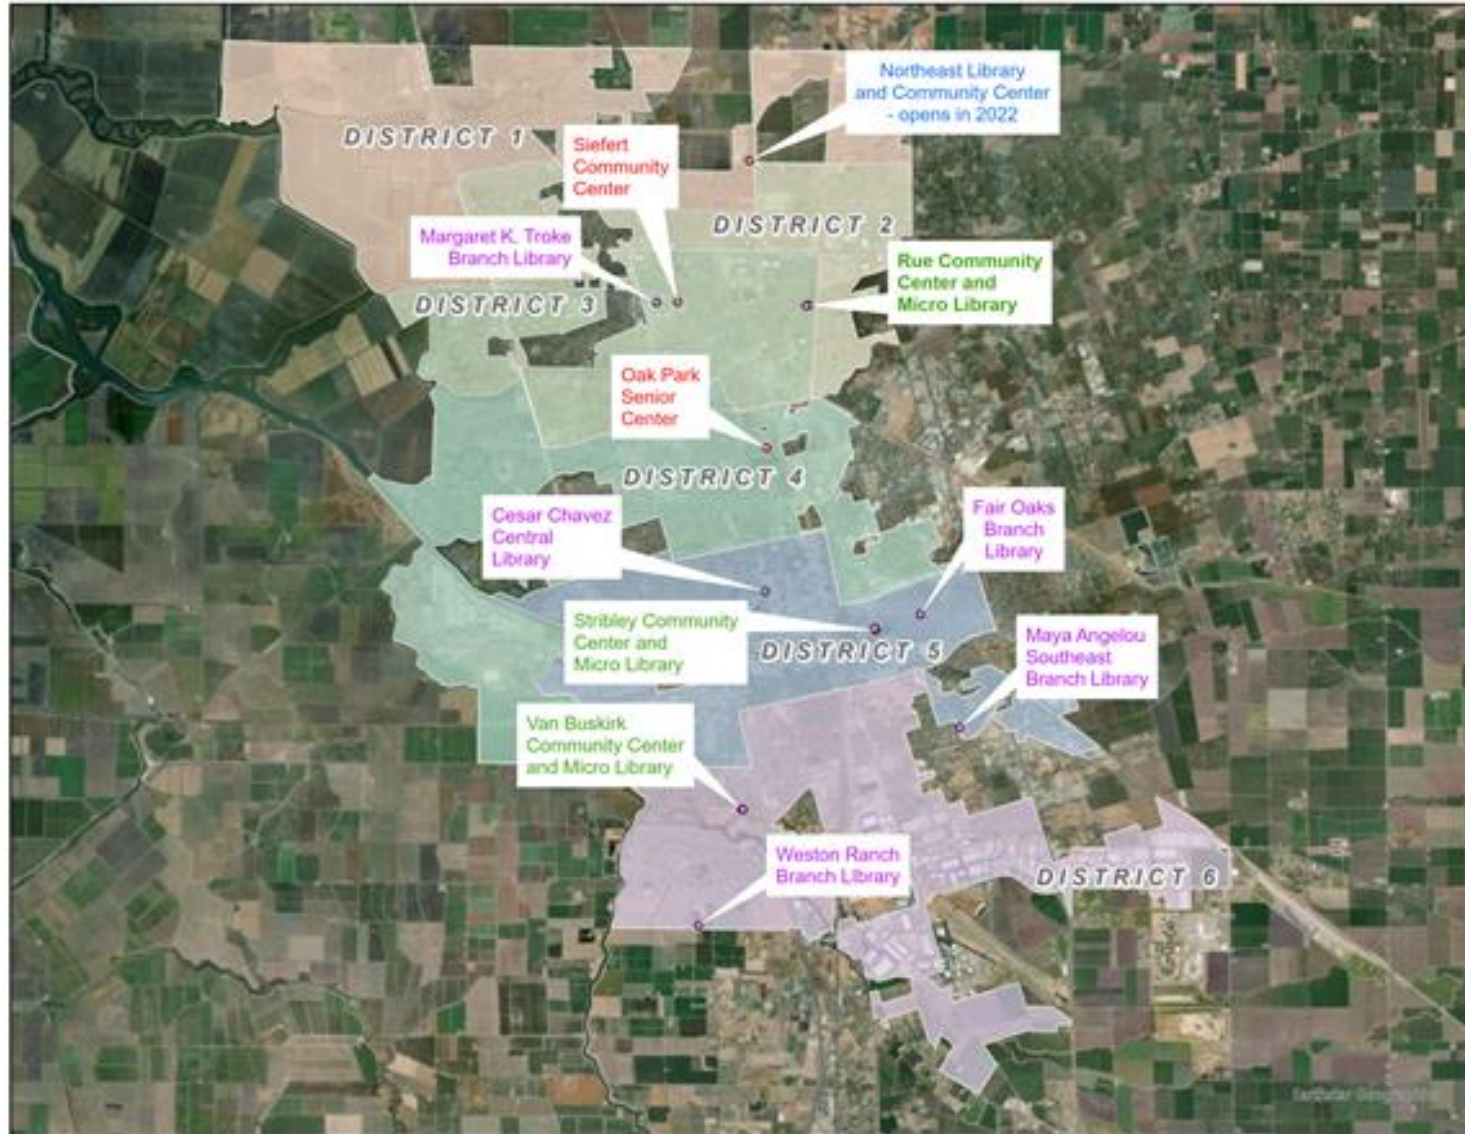 Northeast Library
and Community Center
- opens in 2022
DISTRICT 1
Siefert
Community
Center
DISTRICT 2
Margaret K. Troke
Branch Library
Rue Community
Center and
Micro Library
DISTRICT 3
Oak Park
Senior
Center
DISTRICT 4
Cesar Chavez
Central
Library
Fair Oaks
Branch
Library
Stribley Community
Center and
Micro Library
DISTRICT 5
Maya Angelou
Southeast
Branch Library
Van Buskirk
Community Center
and Micro Library
Weston Ranch
Branch LIbrary
DISTRICT 6
Earthstar Geographics